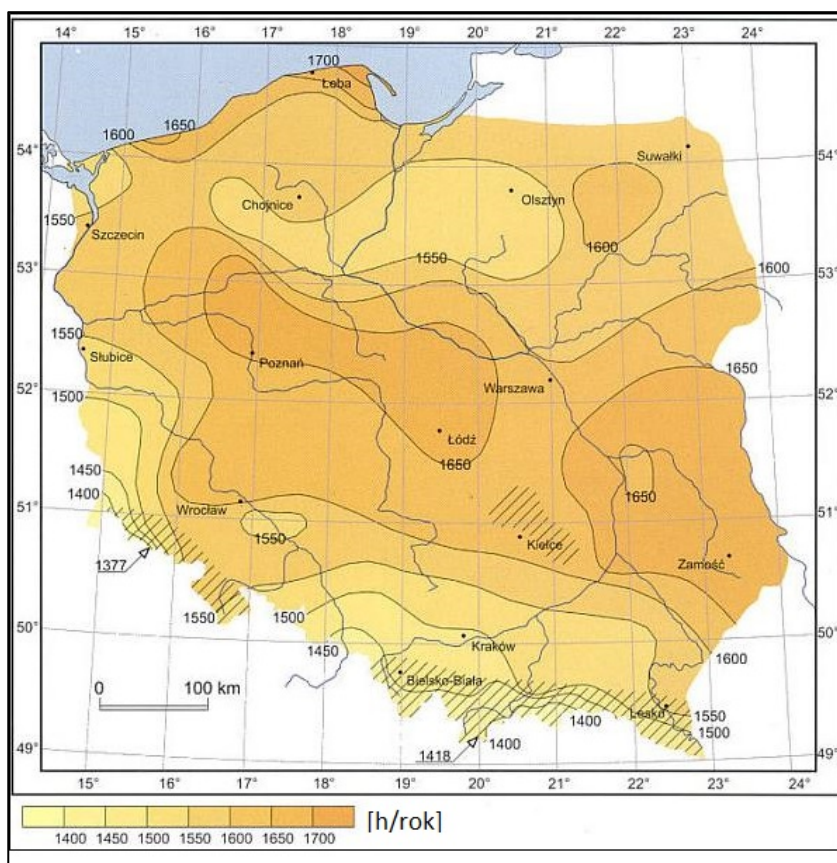 14° 15° 16° 17° 18° 19° 20° 21° 22° 23° 24°
1700
Łeba
1650
1600
54° 54°
Suwałki
Chojnice
Olsztyn
1550
Szczecin
1600
1550
53° 53°
1600
1550
Słubice
Poznań
1650
Warszawa
52° 52°
1500
Łódź
1650
1450
1650
1400
51° 51°
Wrocław
1550
Kielce
Zamość
1377
1550
1500
50° 50°
Kraków
1450
1600
Bielsko-Biała
0 100 km
Lesko
1550
1400
1500
49° 49°
1418
1400
15° 16° 17° 18° 19° 20° 21° 22° 23° 24°
1400 1450 1500 1550 1600 1650 1700
[h/rok]